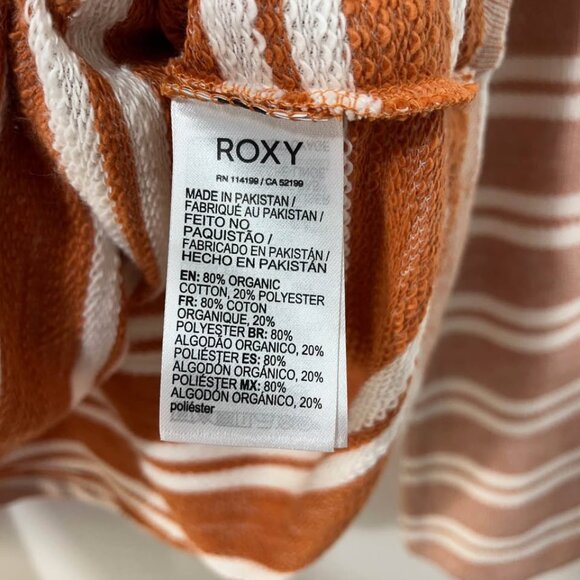 ROXY
RN 114199 / CA 52199
MADE IN PAKISTAN /
FABRIQUÉ AU PAKISTAN /
FEITO NO
PAQUISTÃO /
FABRICADO EN PAKISTÁN /
HECHO EN PAKISTÁN
EN: 80% ORGANIC
COTTON, 20% POLYESTER
FR: 80% COTON
ORGANIQUE, 20%
POLYESTER BR: 80%
ALGODÃO ORGÂNICO, 20%
POLIÉSTER ES: 80%
ALGODÓN ORGÁNICO, 20%
POLIÉSTER MX: 80%
ALGODÓN ORGÁNICO, 20%
poliéster